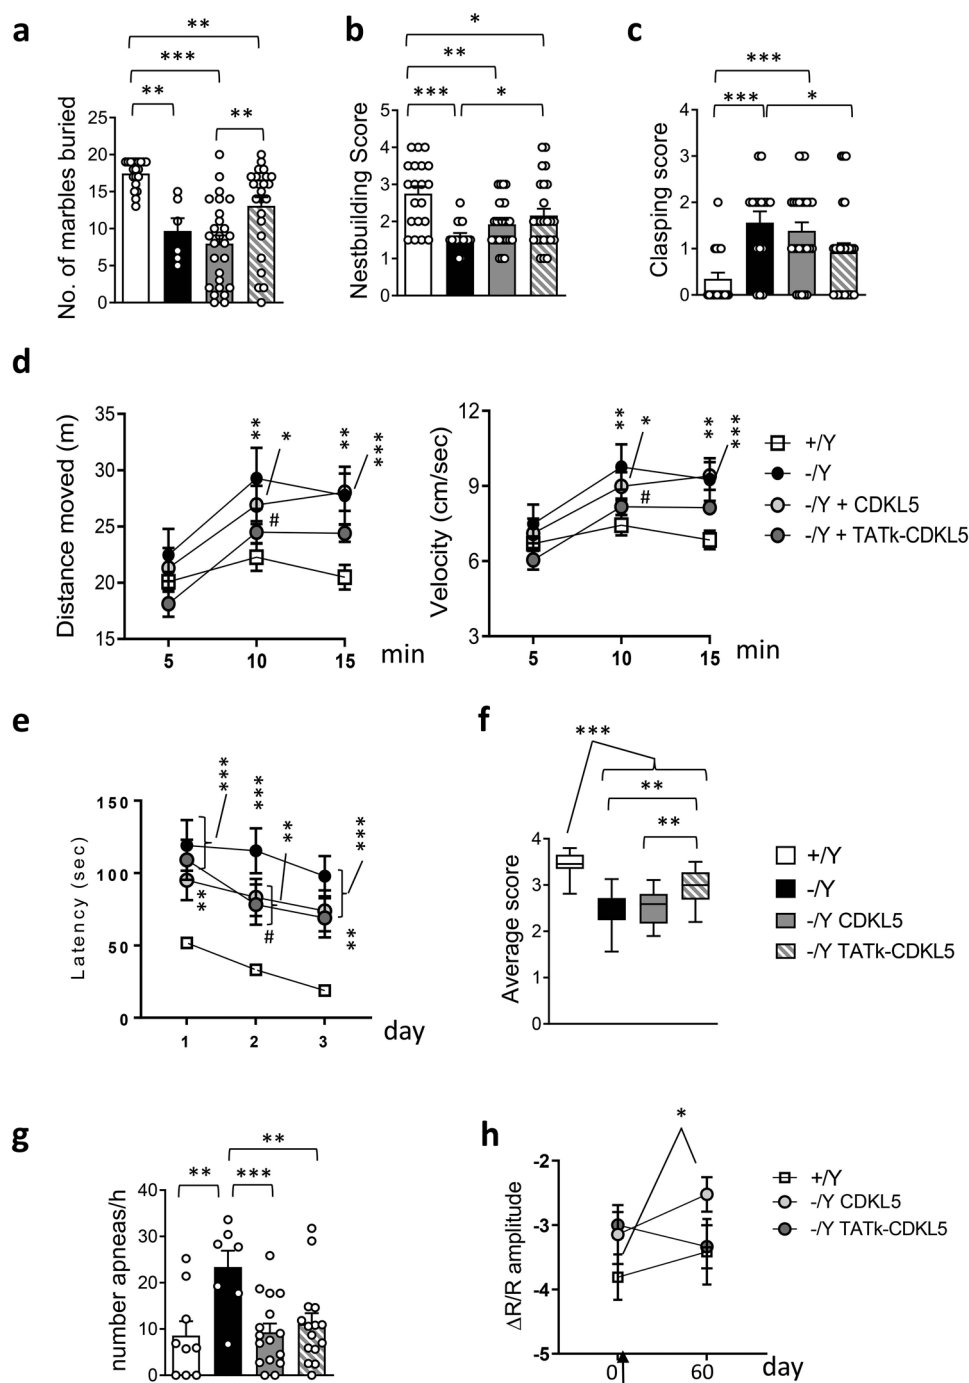 a
b
c
**
***
**
**
No. of marbles buried
25
20
15
10
5
0
*
**
***
*
Nestbuilding Score
5
4
3
2
1
0
***
***
*
Clasping score
4
3
2
1
0
d
Distance moved (m)
35
30
25
20
15
5
10
15
min
**
*
#
**
***
Velocity (cm/sec)
12
9
6
3
5
10
15
min
**
*
#
**
***
+/Y
-/Y
-/Y + CDKL5
-/Y + TATk-CDKL5
e
Latency (sec)
150
100
50
0
1
2
3
day
***
**
***
**
#
***
**
f
***
**
**
Average score
4
3
2
1
0
+/Y
-/Y
-/Y CDKL5
-/Y TATk-CDKL5
g
**
**
***
number apneas/h
40
30
20
10
0
h
*
ΔR/R amplitude
-2
-3
-4
-5
0
60
day
+/Y
-/Y CDKL5
-/Y TATk-CDKL5